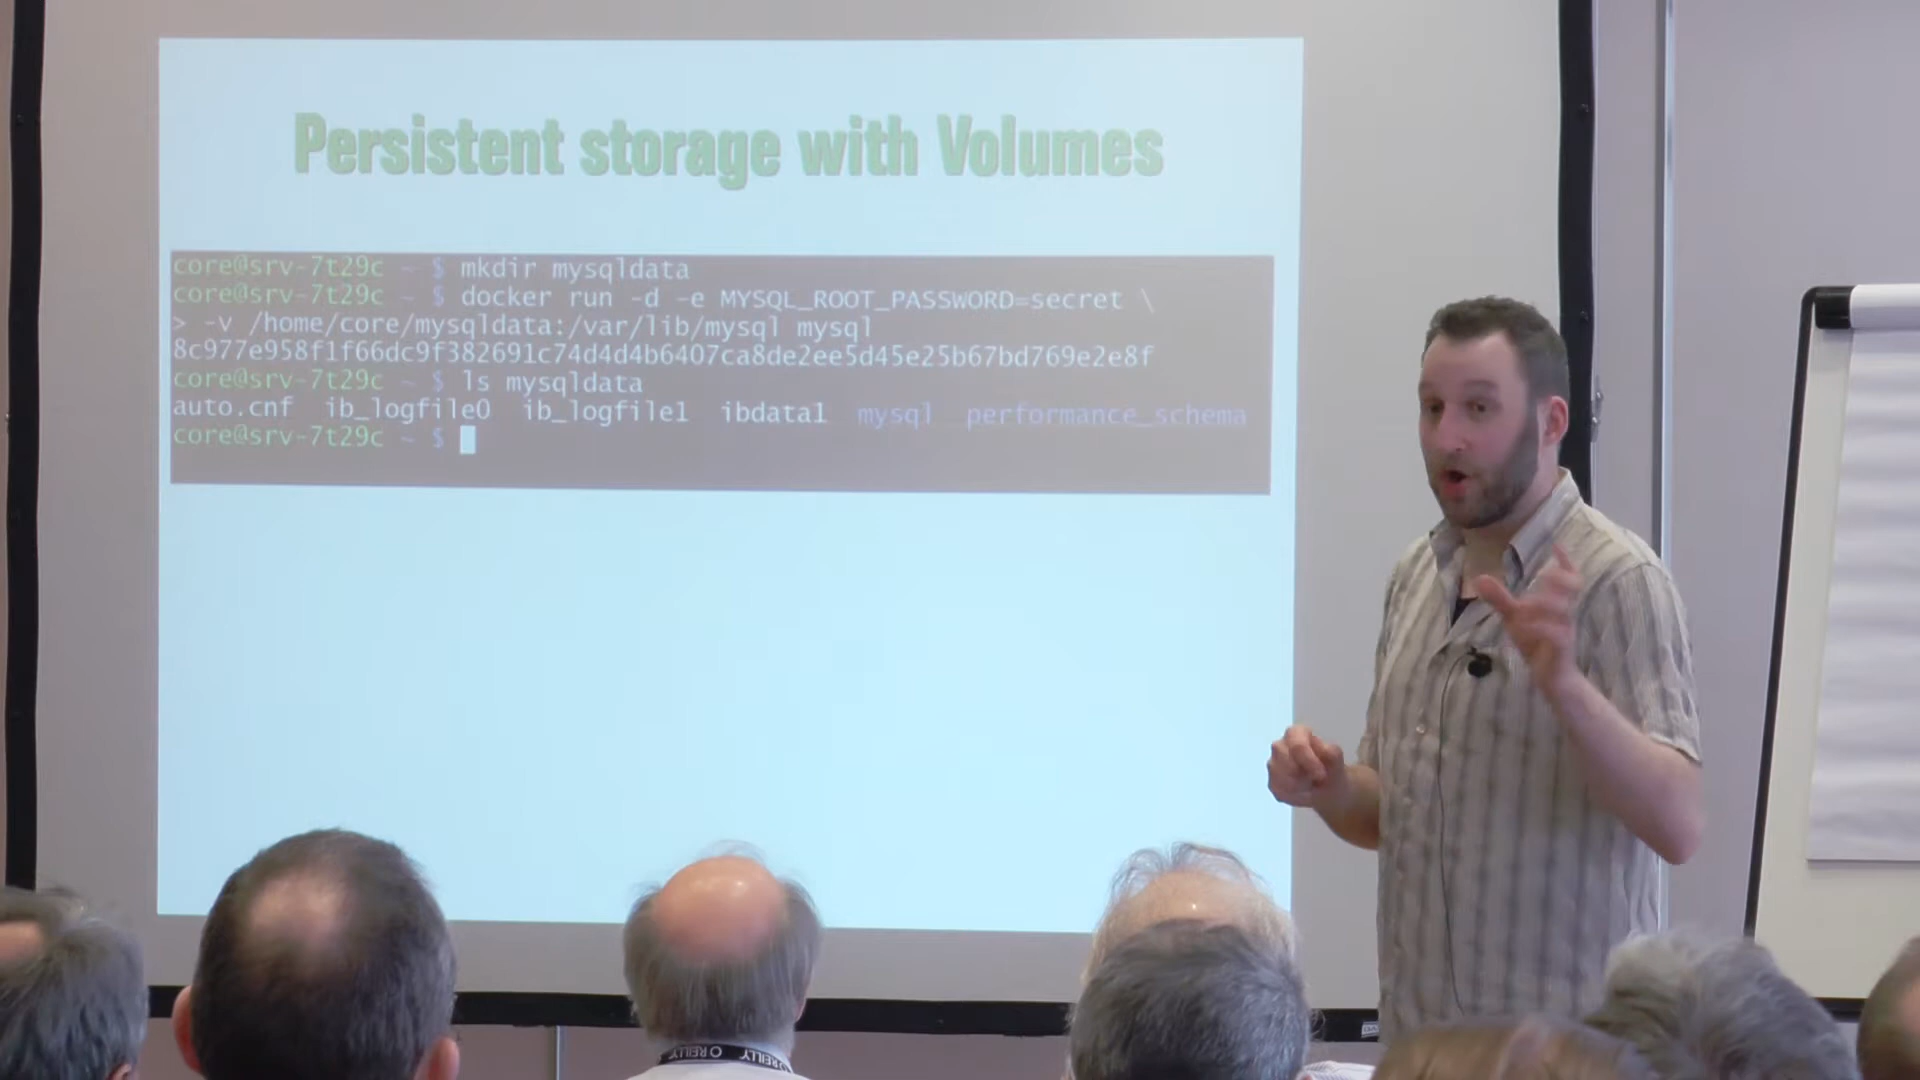 Persistent storage with Volumes
core@srv-7t29c ~ $ mkdir mysqldata
core@srv-7t29c ~ $ docker run -d -e MYSQL_ROOT_PASSWORD=secret \
> -v /home/core/mysqldata:/var/lib/mysql mysql
8c977e958f1f66dc9f382691c74d4d4b6407ca8de2ee5d45e25b67bd769e2e8f
core@srv-7t29c ~ $ ls mysqldata
auto.cnf ib_logfile0 ib_logfile1 ibdata1 mysql performance_schema
core@srv-7t29c ~ $
O'REILLY O'REILLY